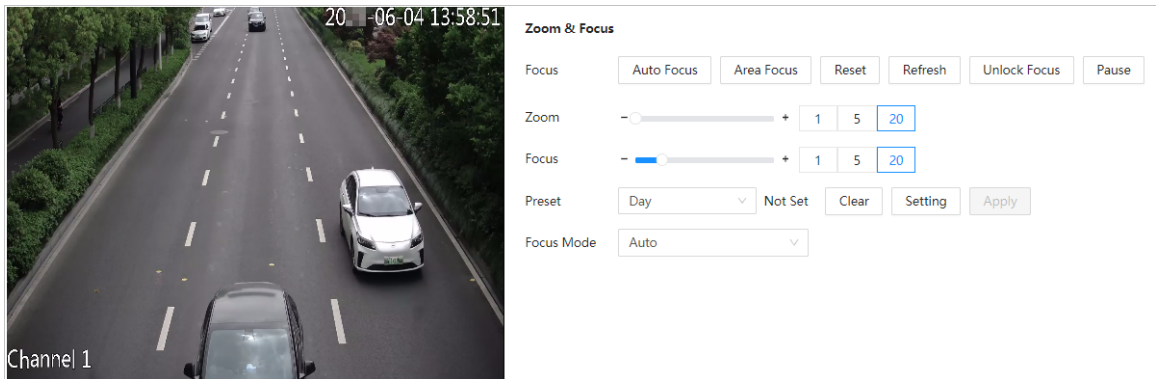 20 -06-04 13:58:51
Channel 1
Zoom & Focus
Focus Auto Focus Area Focus Reset Refresh Unlock Focus Pause
Zoom - + 1 5 20
Focus - + 1 5 20
Preset Day Not Set Clear Setting Apply
Focus Mode Auto